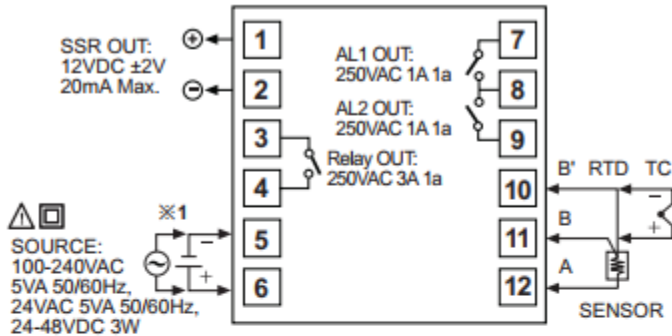 SSR OUT:
12VDC ±2V
20mA Max.
⊕
⊖
1
2
3
4
5
6
AL1 OUT:
250VAC 1A 1a
AL2 OUT:
250VAC 1A 1a
Relay OUT:
250VAC 3A 1a
7
8
9
10
11
12
※1
−
+
SOURCE:
100-240VAC
5VA 50/60Hz,
24VAC 5VA 50/60Hz,
24-48VDC 3W
B' RTD TC
−
B
+
A
SENSOR